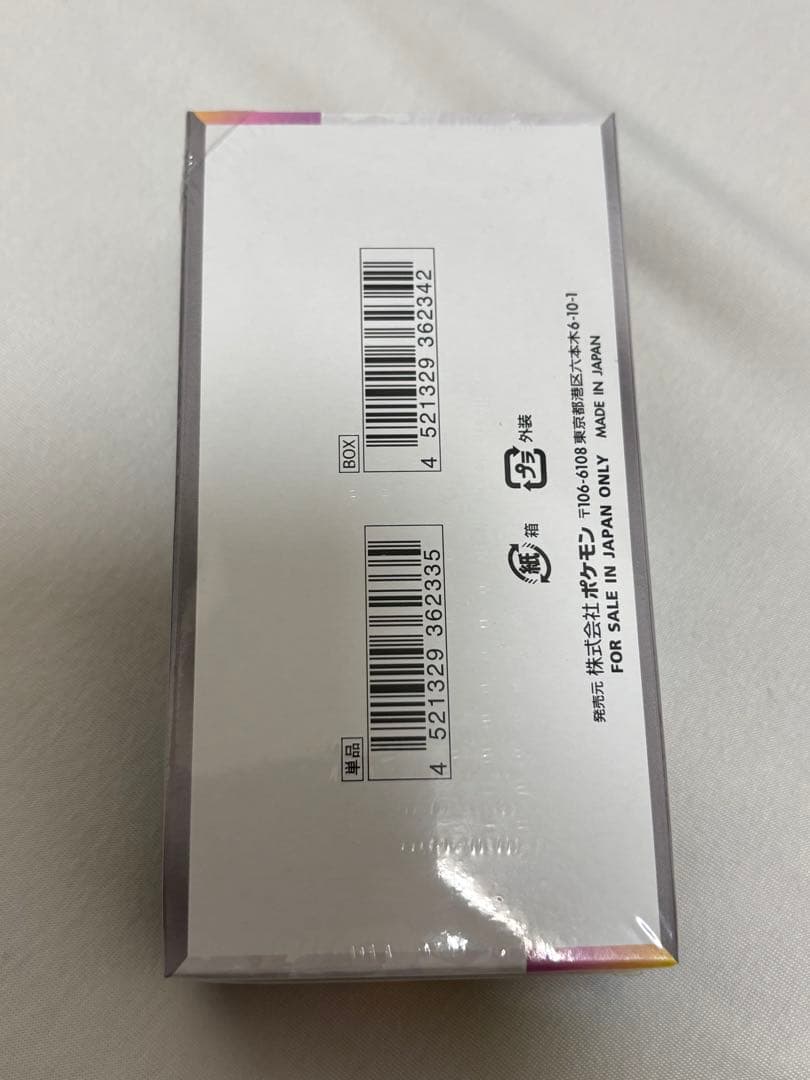 単品
4 521329 362335
BOX
4 521329 362342
紙 箱
プラ 外装
発売元 株式会社 ポケモン 〒106-6108 東京都港区六本木6-10-1
FOR SALE IN JAPAN ONLY MADE IN JAPAN